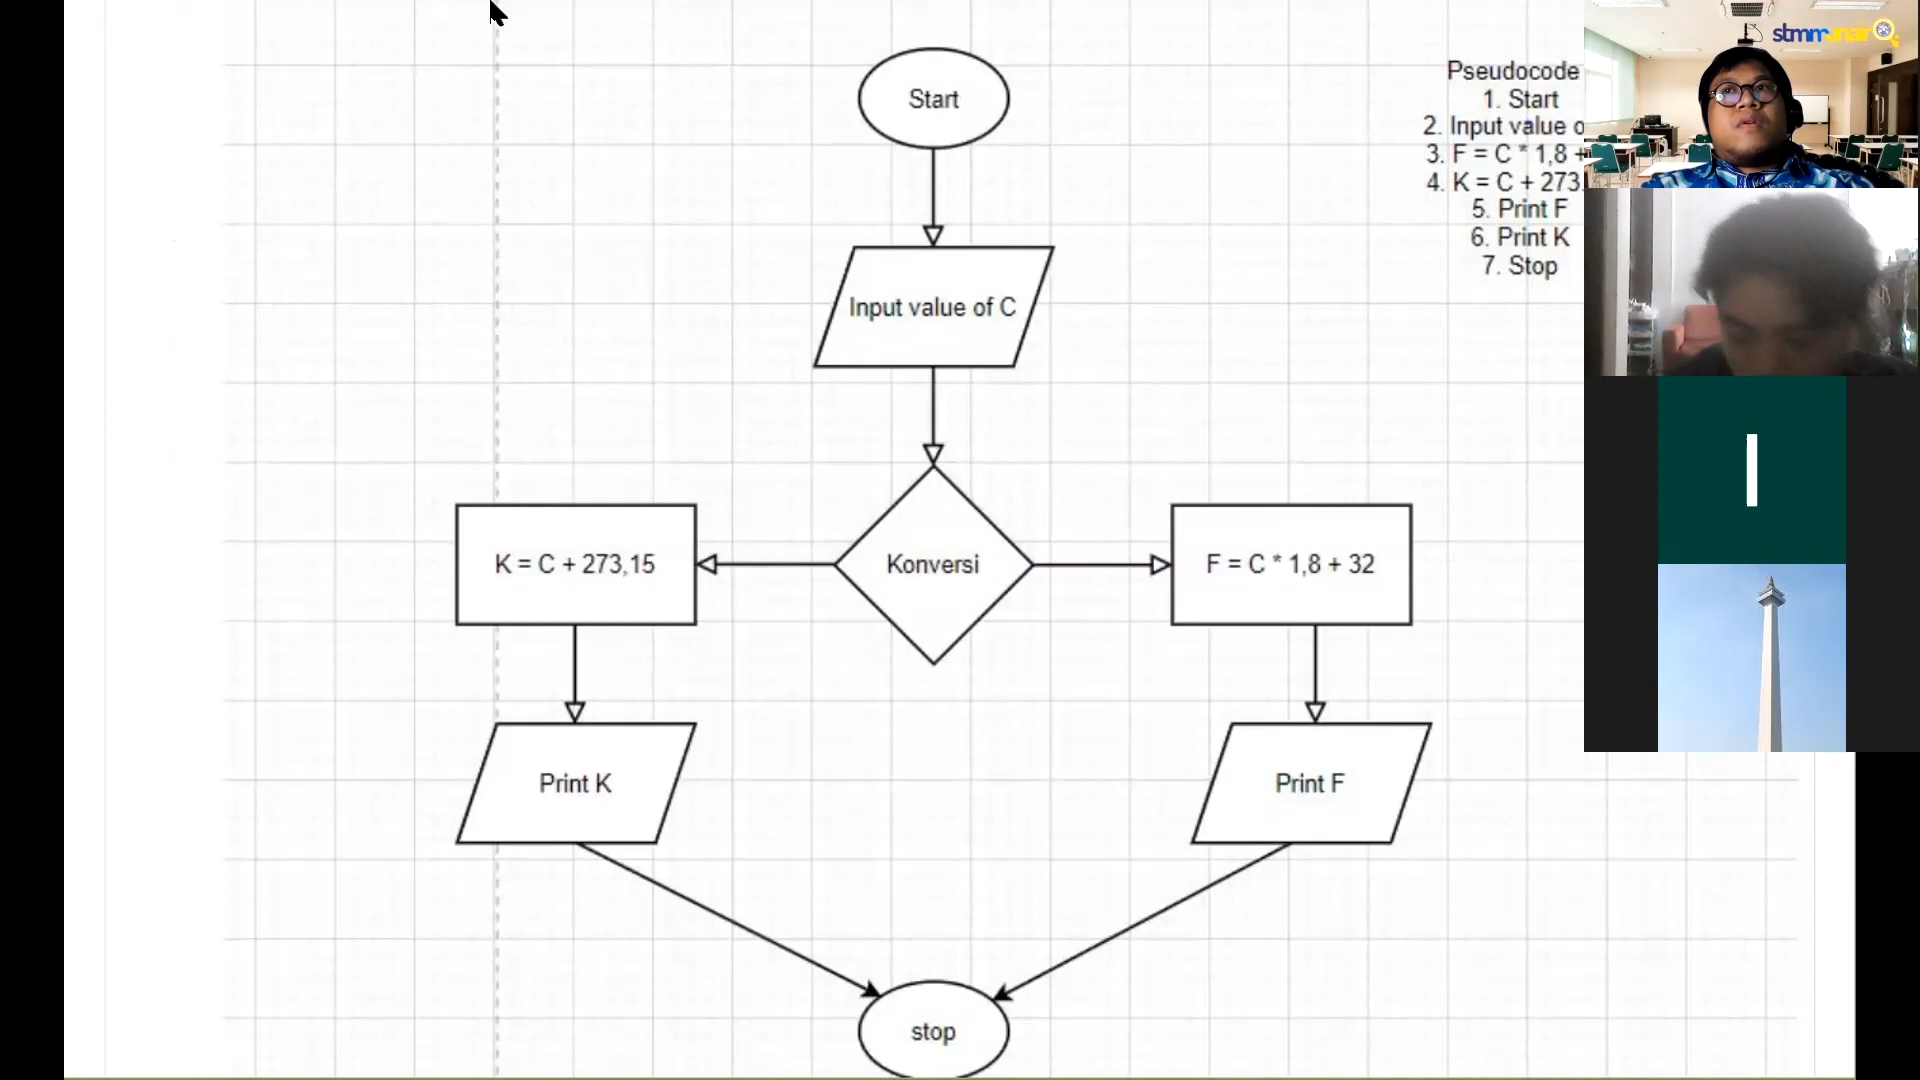 Start
Input value of C
Konversi
K = C + 273,15
F = C * 1,8 + 32
Print K
Print F
stop
Pseudocode
1. Start
2. Input value
3. F = C * 1,8 +
4. K = C + 273
5. Print F
6. Print K
7. Stop
I